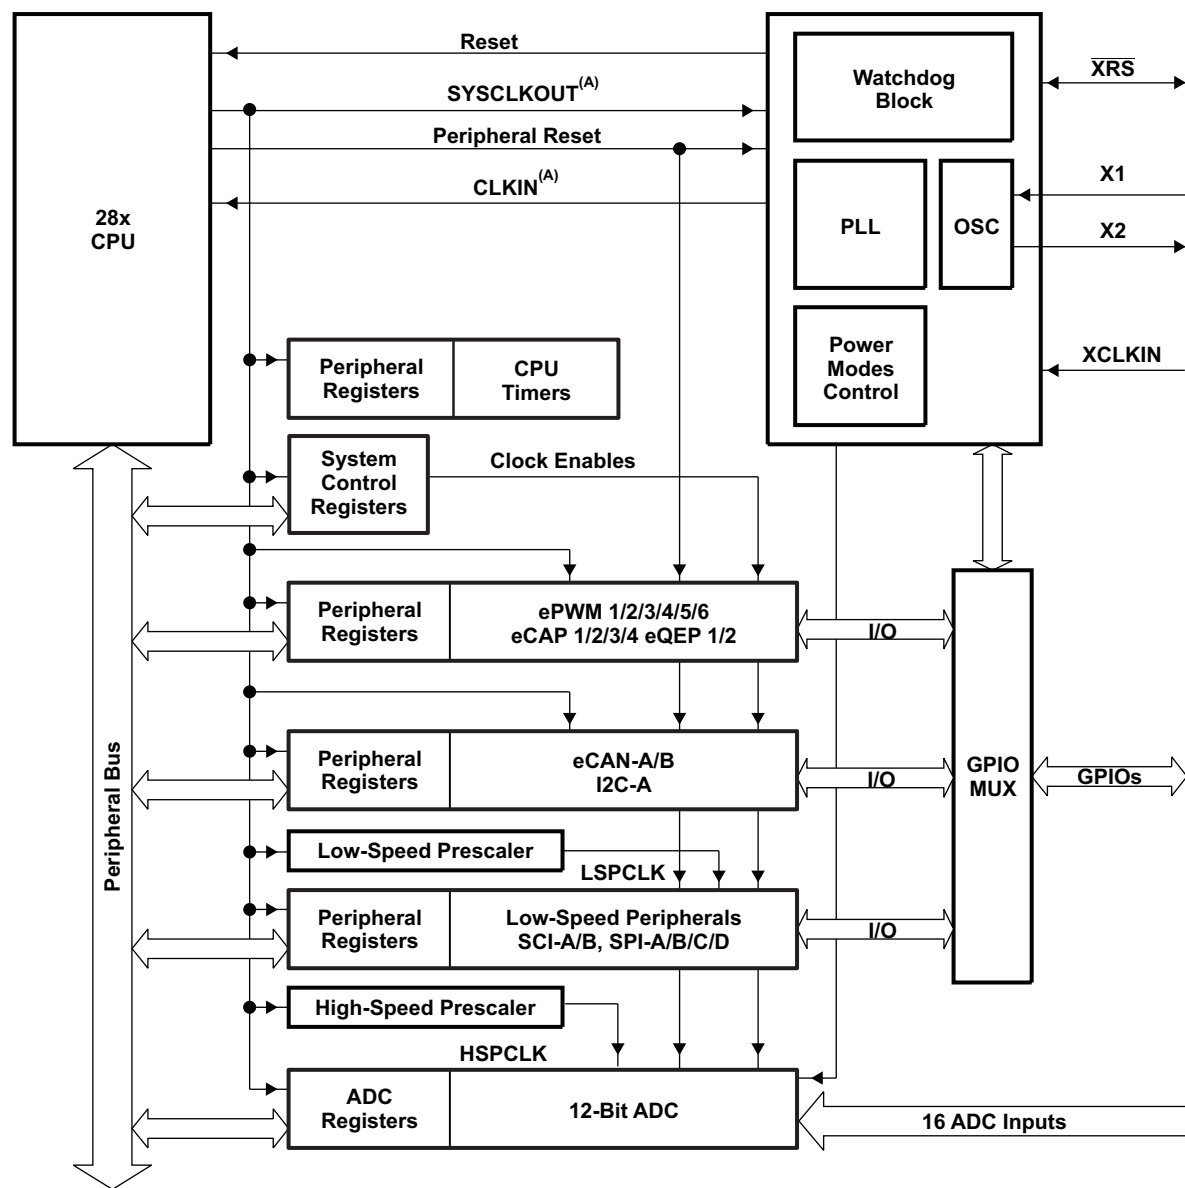 Reset
SYSCLKOUT(A)
Peripheral Reset
CLKIN(A)
28x
CPU
Watchdog
Block
XRS
PLL
OSC
X1
X2
Power
Modes
Control
XCLKIN
Peripheral
Registers
CPU
Timers
System
Control
Registers
Clock Enables
Peripheral
Registers
ePWM 1/2/3/4/5/6
eCAP 1/2/3/4 eQEP 1/2
I/O
Peripheral Bus
Peripheral
Registers
eCAN-A/B
I2C-A
I/O
GPIO
MUX
GPIOs
Low-Speed Prescaler
LSPCLK
Peripheral
Registers
Low-Speed Peripherals
SCI-A/B, SPI-A/B/C/D
I/O
High-Speed Prescaler
HSPCLK
ADC
Registers
12-Bit ADC
16 ADC Inputs